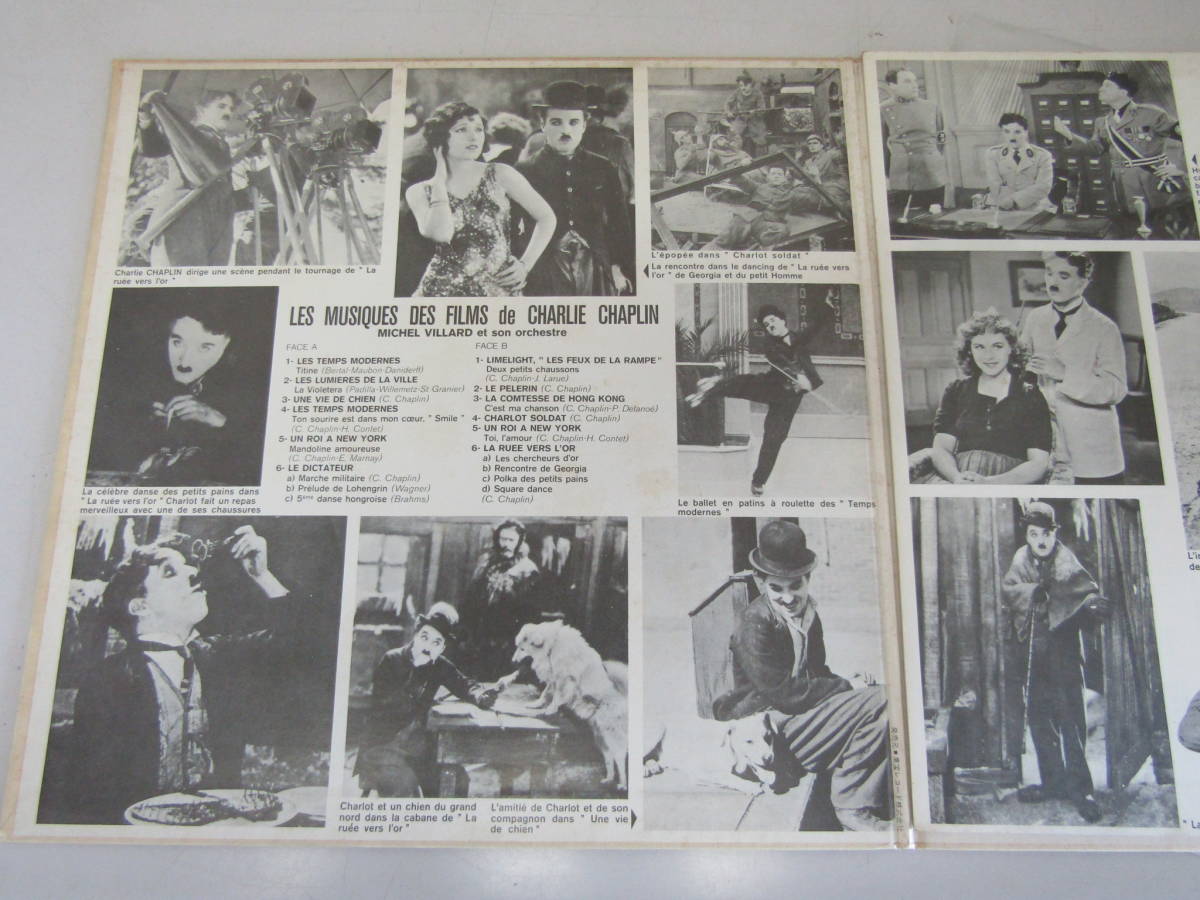 Charlie CHAPLIN dirige une scène pendant le tournage de " La
ruée vers l'or "
L'épopée dans " Charlot soldat "
La rencontre dans le dancing de " La ruée vers
l'or " de Georgia et du petit Homme
LES MUSIQUES DES FILMS de CHARLIE CHAPLIN
MICHEL VILLARD et son orchestre
FACE A
1- LES TEMPS MODERNES
Titine (Bertal-Maubon-Daniderff)
2- LES LUMIERES DE LA VILLE
La Violetera (Padilla-Willemetz-St Granier)
3- UNE VIE DE CHIEN (C. Chaplin)
4- LES TEMPS MODERNES
Ton sourire est dans mon cœur. " Smile "
(C. Chaplin-H. Contet)
5- UN ROI A NEW YORK
Mandoline amoureuse
(C. Chaplin-E. Marnay)
6- LE DICTATEUR
a) Marche militaire (C. Chaplin)
b) Prélude de Lohengrin (Wagner)
c) 5ème danse hongroise (Brahms)
FACE B
1- LIMELIGHT, " LES FEUX DE LA RAMPE "
Deux petits chaussons
(C. Chaplin-J. Larue)
2- LE PELERIN (C. Chaplin)
3- LA COMTESSE DE HONG KONG
C'est ma chanson (C. Chaplin-P. Delanoé)
4- CHARLOT SOLDAT (C. Chaplin)
5- UN ROI A NEW YORK
Toi, l'amour (C. Chaplin-H. Contet)
6- LA RUEE VERS L'OR
a) Les chercheurs d'or
b) Rencontre de Georgia
c) Polka des petits pains
d) Square dance
(C. Chaplin)
La célèbre danse des petits pains dans
"La ruée vers l'or" Charlot fait un repas
merveilleux avec une de ses chaussures
Le ballet en patins à roulette des " Temps
modernes "
Charlot et un chien du grand
nord dans la cabane de " La
ruée vers l'or "
L'amitié de Charlot et de son
compagnon dans " Une vie
de chien "
L'i
de
"La